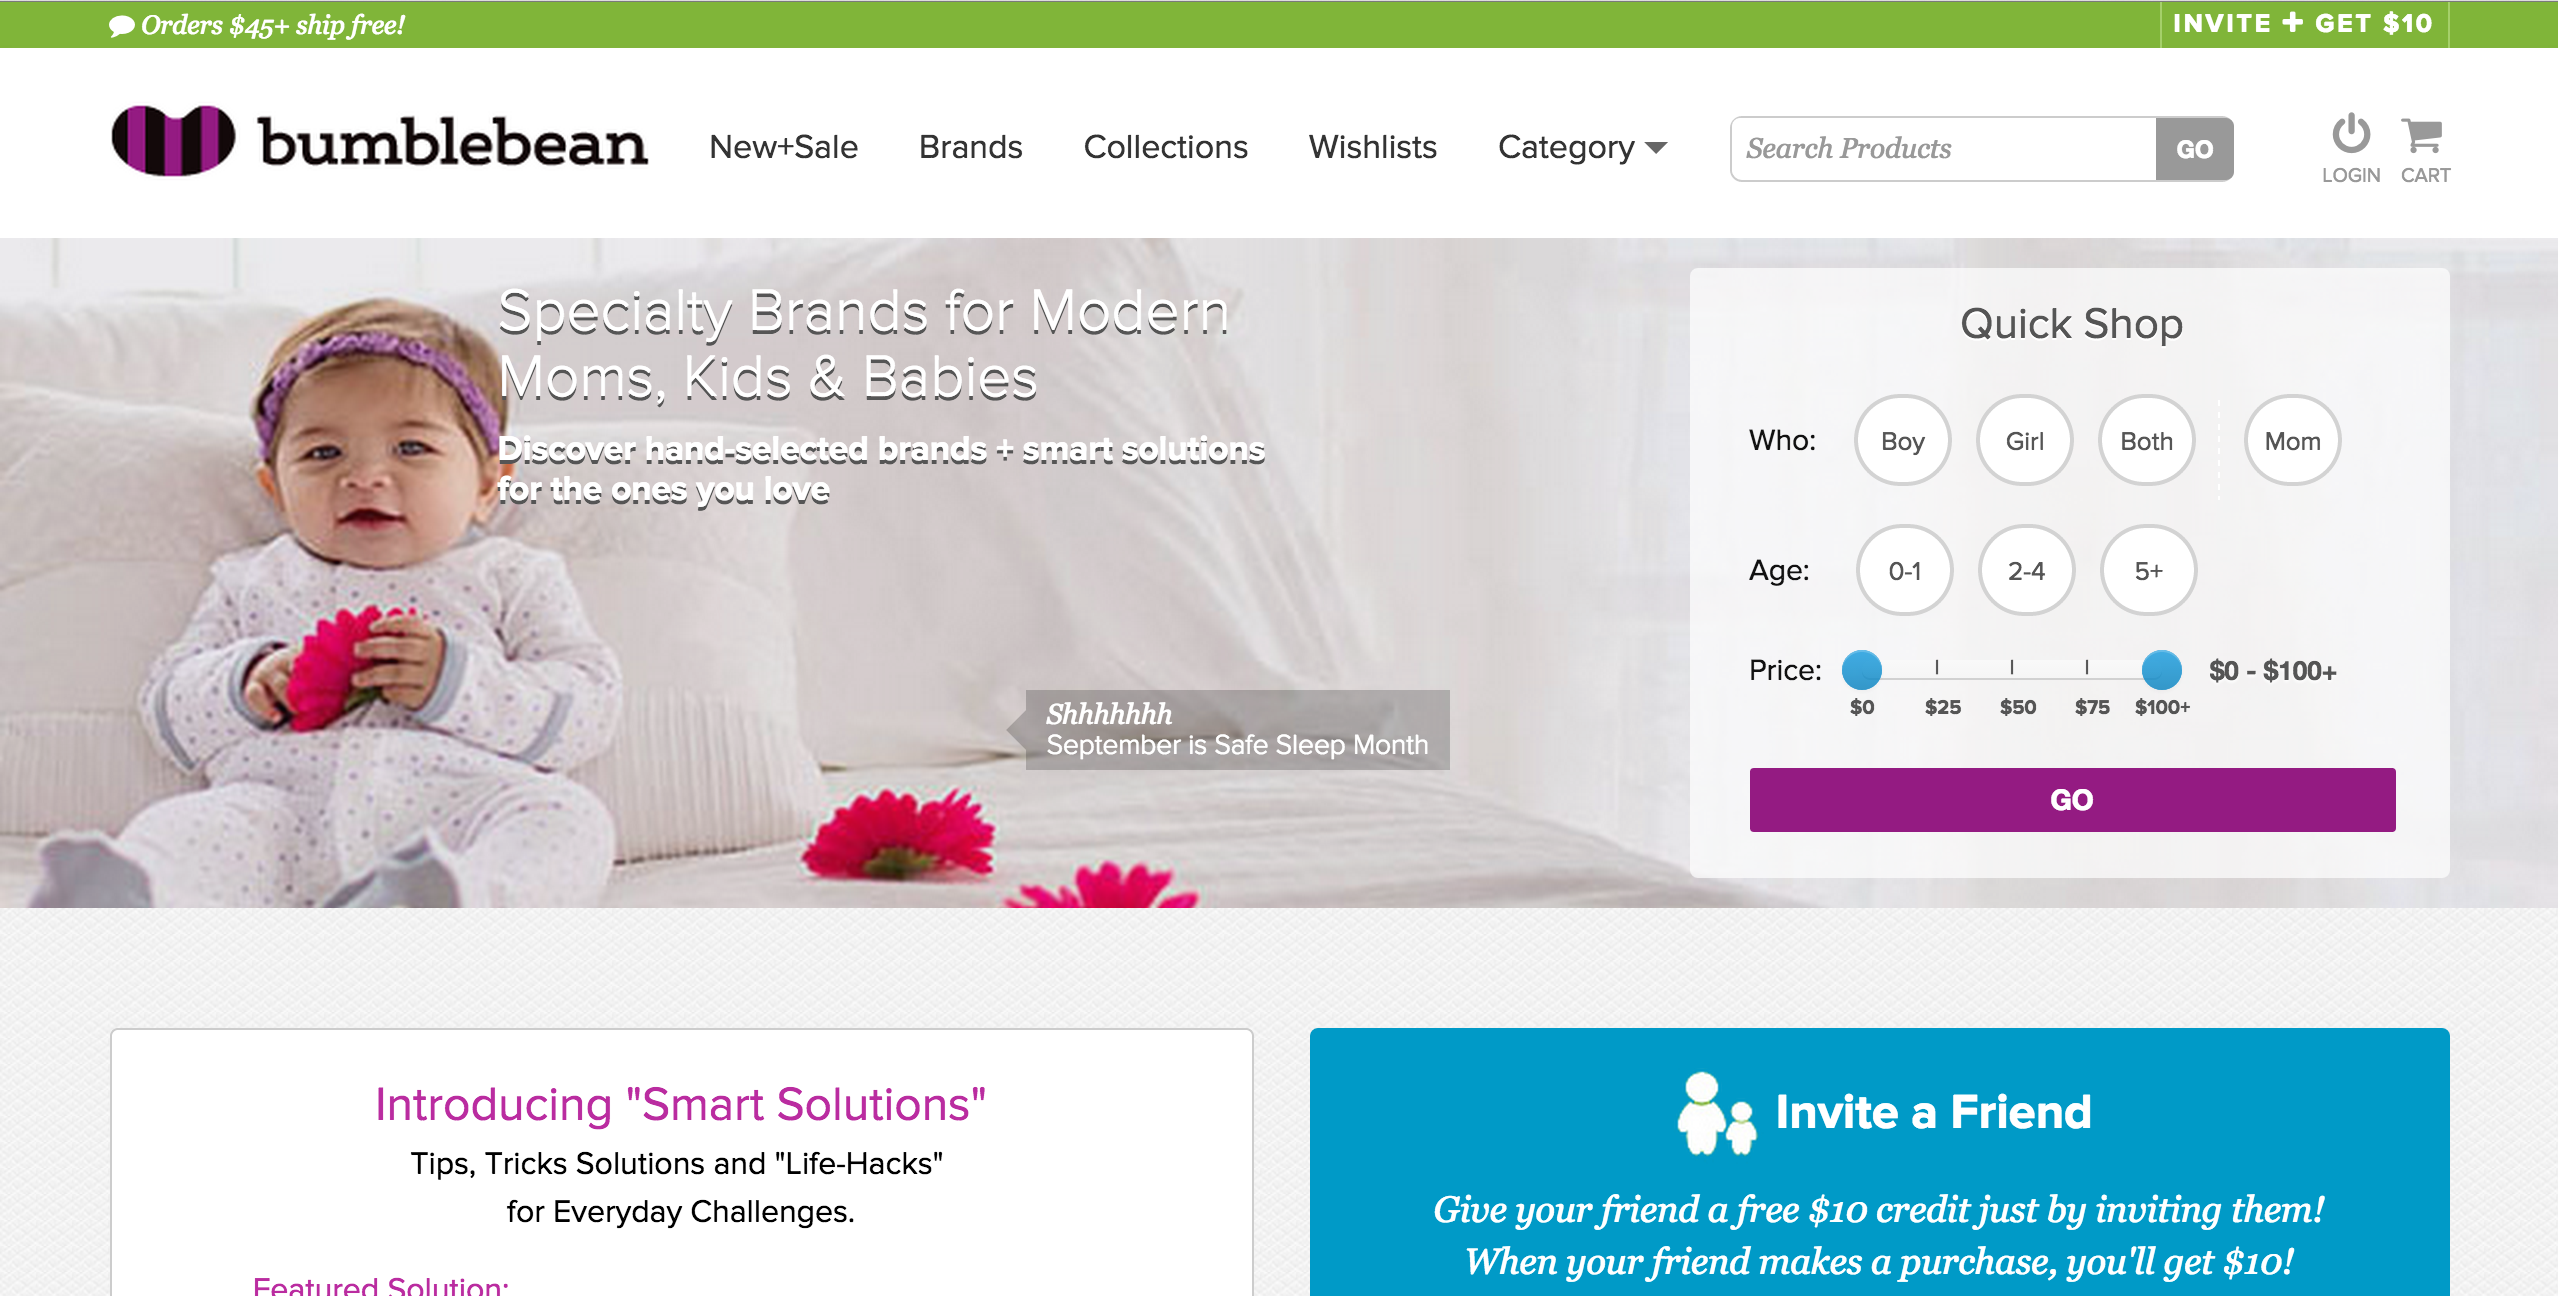 Orders $45+ ship free!
INVITE + GET $10
bumblebean
New+Sale
Brands
Collections
Wishlists
Category
Search Products
GO
LOGIN
CART
Specialty Brands for Modern
Moms, Kids & Babies
Discover hand-selected brands + smart solutions
for the ones you love
Shhhhhhh
September is Safe Sleep Month
Quick Shop
Who:
Boy
Girl
Both
Mom
Age:
0-1
2-4
5+
Price:
$0 - $100+
$0
$25
$50
$75
$100+
GO
Introducing "Smart Solutions"
Tips, Tricks Solutions and "Life-Hacks"
for Everyday Challenges.
Featured Solution:
Invite a Friend
Give your friend a free $10 credit just by inviting them!
When your friend makes a purchase, you'll get $10!